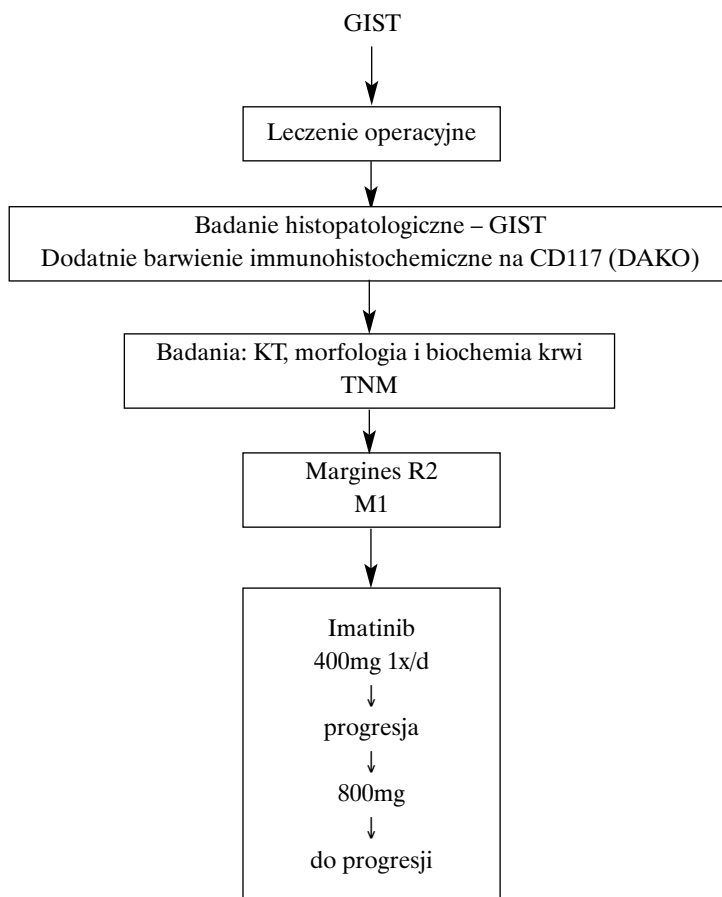 GIST
Leczenie operacyjne
Badanie histopatologiczne – GIST
Dodatnie barwienie immunohistochemiczne na CD117 (DAKO)
Badania: KT, morfologia i biochemia krwi
TNM
Margines R2
M1
Imatinib
400mg 1x/d
↓
progresja
↓
800mg
↓
do progresji